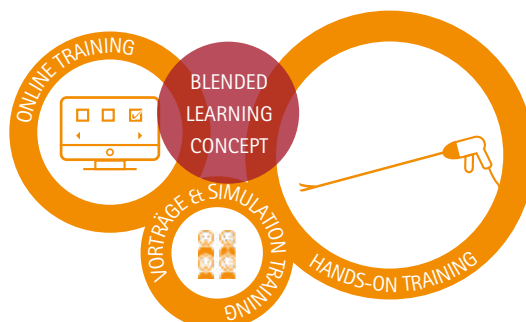 ONLINE TRAINING
BLENDED
LEARNING
CONCEPT
VORTRÄGE & SIMULATION
TRAINING
HANDS-ON TRAINING